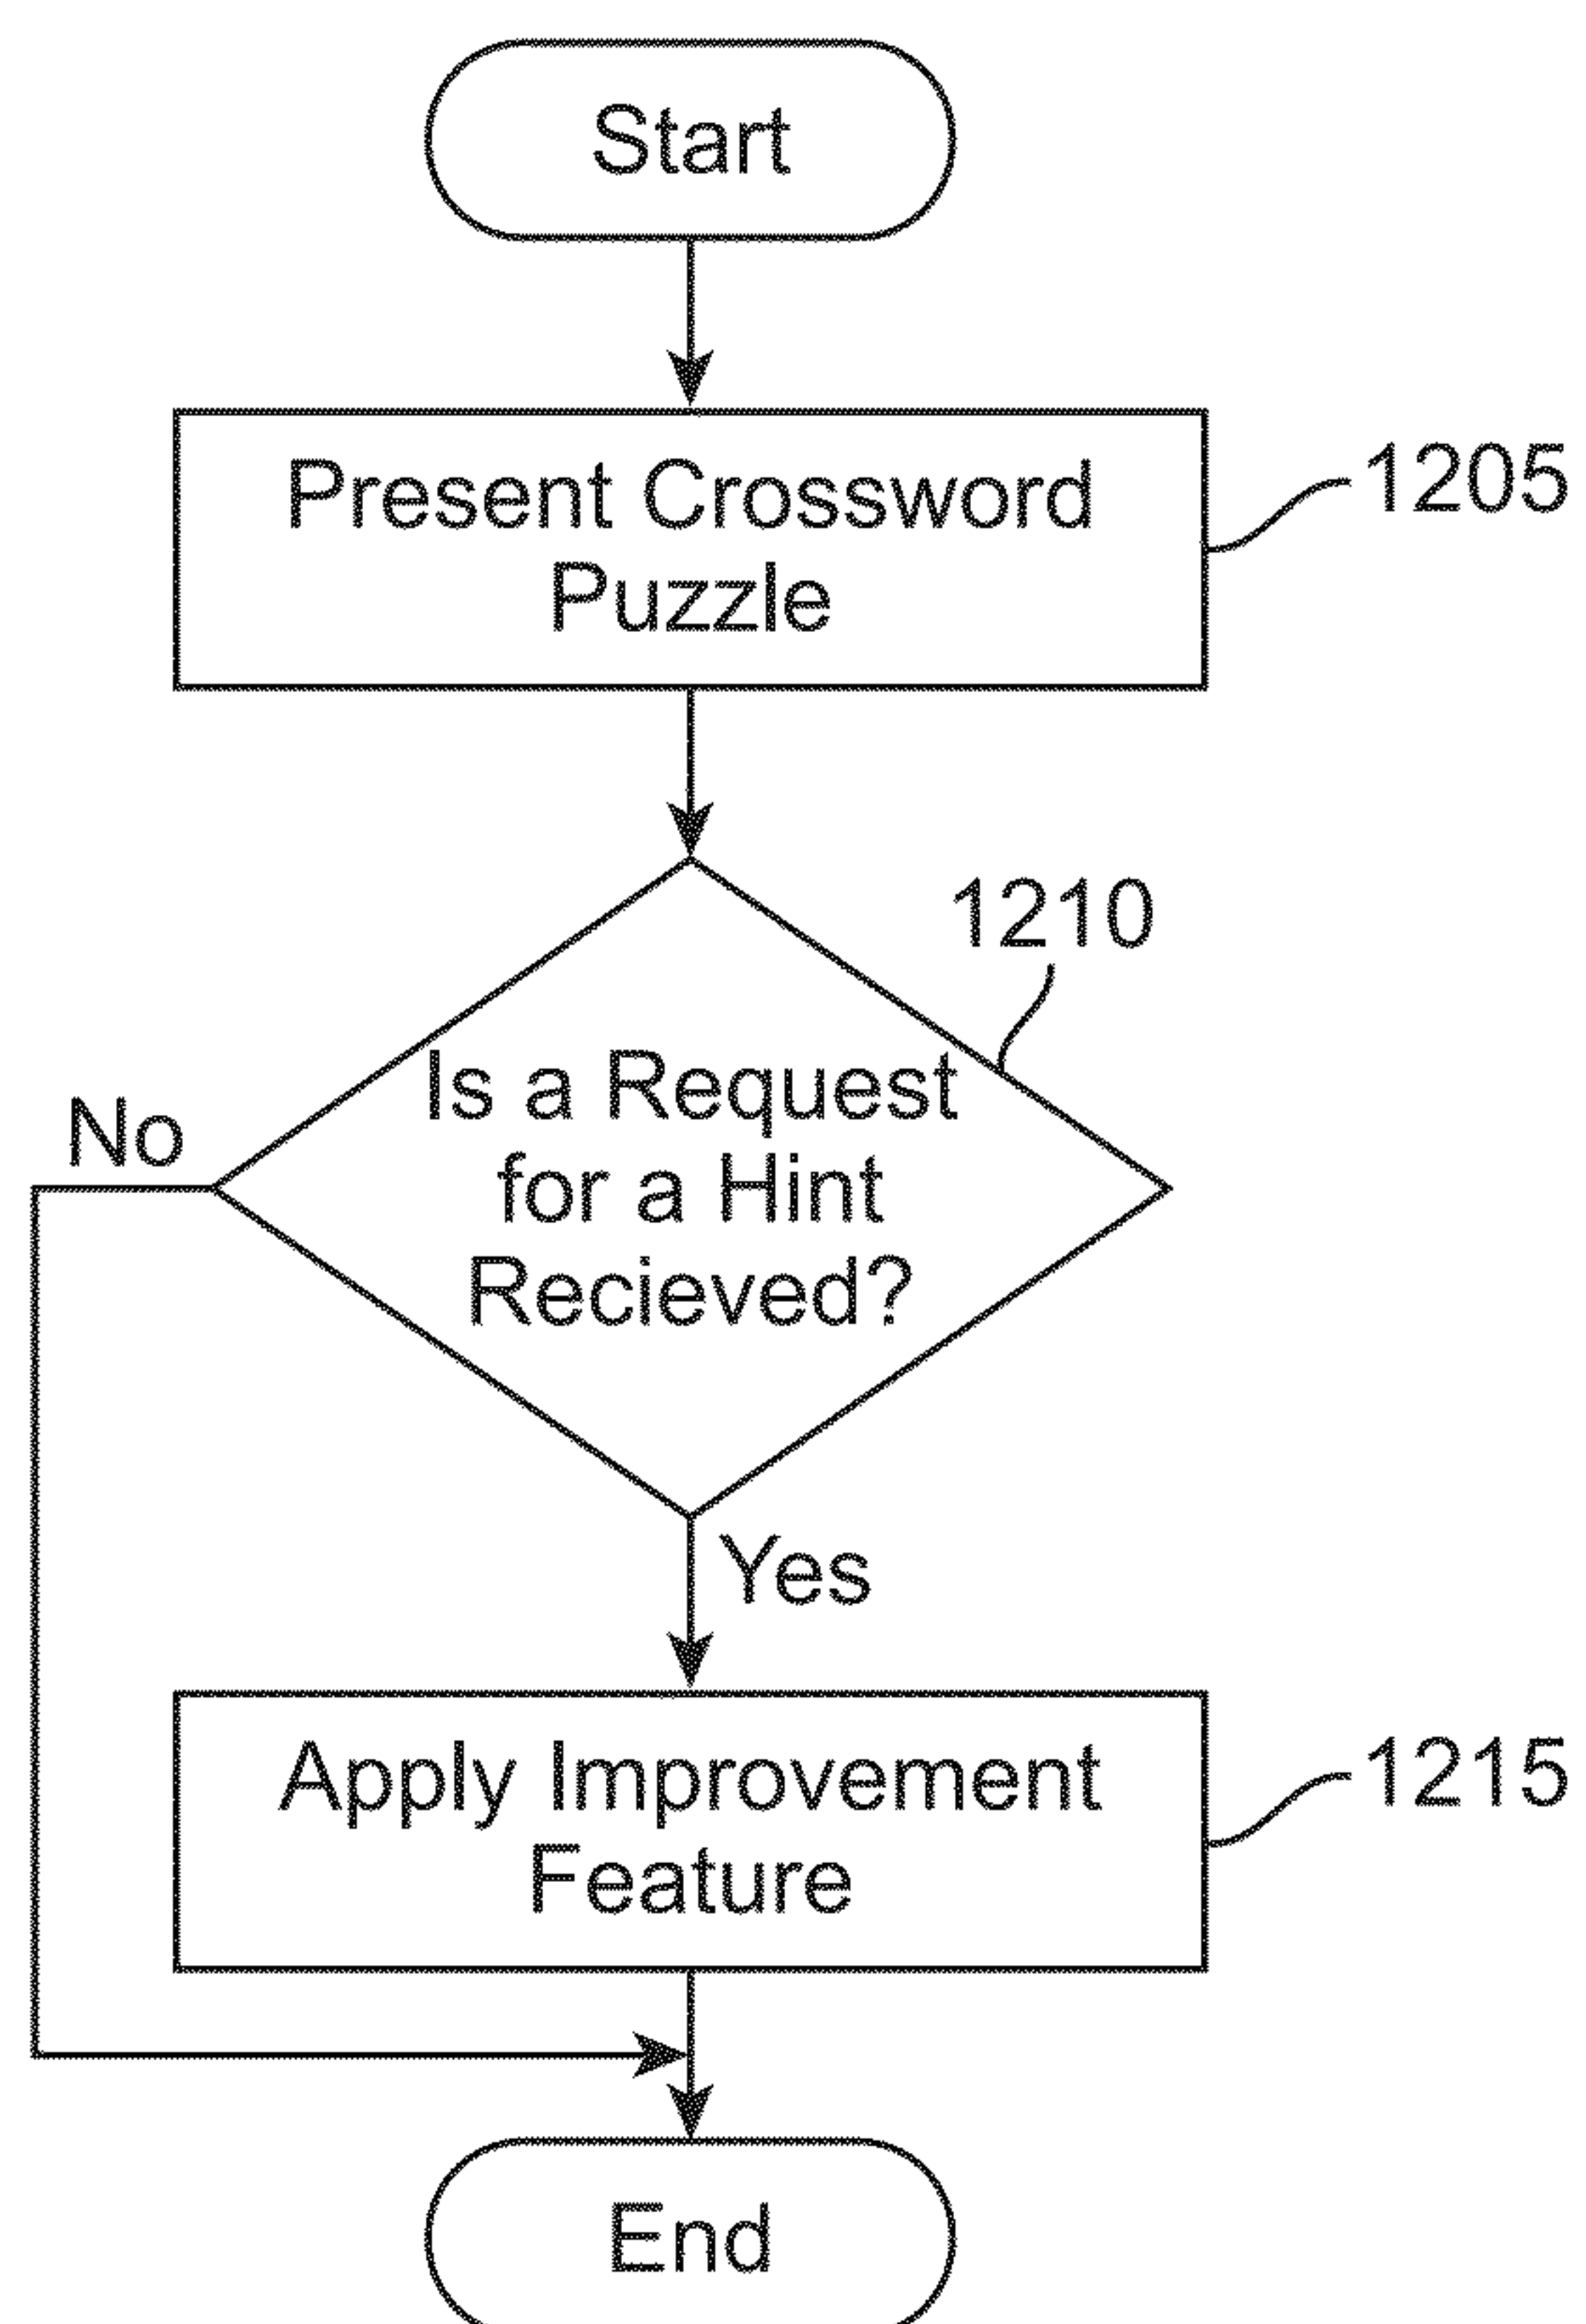 Start
Present Crossword
Puzzle
1205
1210
Is a Request
for a Hint
Recieved?
No
Yes
Apply Improvement
Feature
1215
End